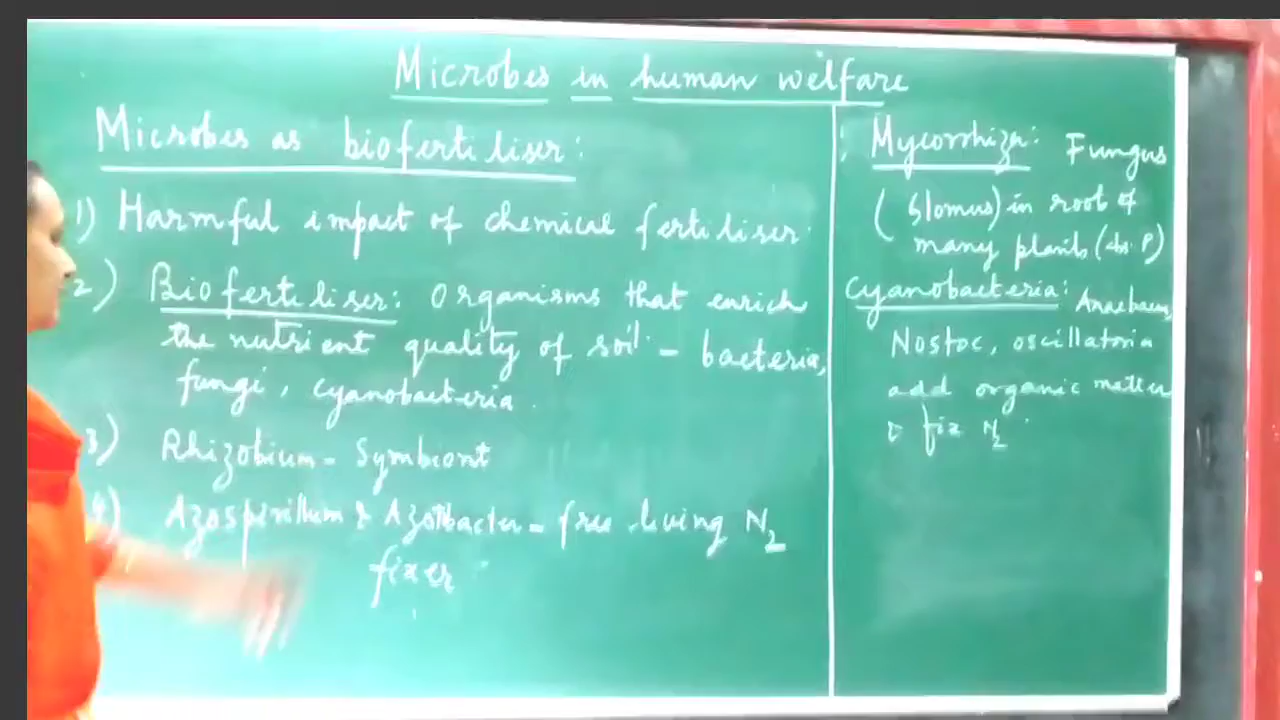 Microbes in human welfare
Microbes as biofertiliser:
1) Harmful impact of chemical fertiliser.
2) Biofertiliser: Organisms that enrich
the nutrient quality of soil. - bacteria,
fungi, cyanobacteria.
3) Rhizobium - Symbiont
4) Azospirillum & Azotobacter - free living N2
fixer
Mycorrhiza: Fungus
(Glomus) in root of
many plants (abs. P)
Cyanobacteria: Anaebaena,
Nostoc, oscillatoria
add organic matter
& fix N2